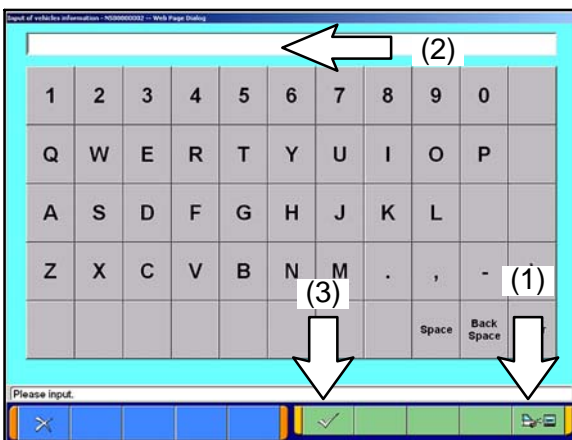 Input of vehicles information - NS00000002 -- Web Page Dialog
(2)
1 2 3 4 5 6 7 8 9 0
Q W E R T Y U I O P
A S D F G H J K L
Z X C V B N M . , -
(3) (1)
Space Back Space
Please input.